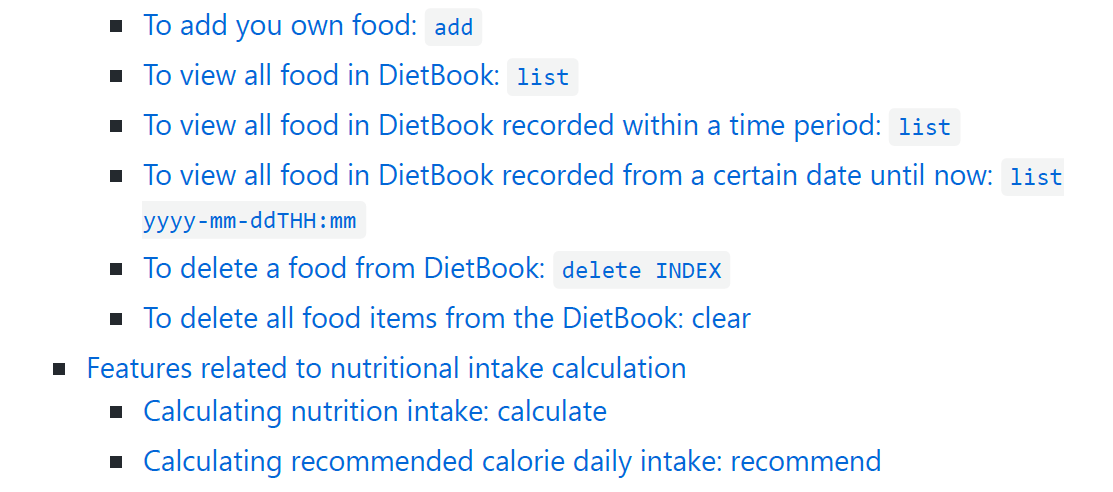 To add you own food: add
To view all food in DietBook: list
To view all food in DietBook recorded within a time period: list
To view all food in DietBook recorded from a certain date until now: list
yyyy-mm-ddTHH:mm
To delete a food from DietBook: delete INDEX
To delete all food items from the DietBook: clear
Features related to nutritional intake calculation
Calculating nutrition intake: calculate
Calculating recommended calorie daily intake: recommend